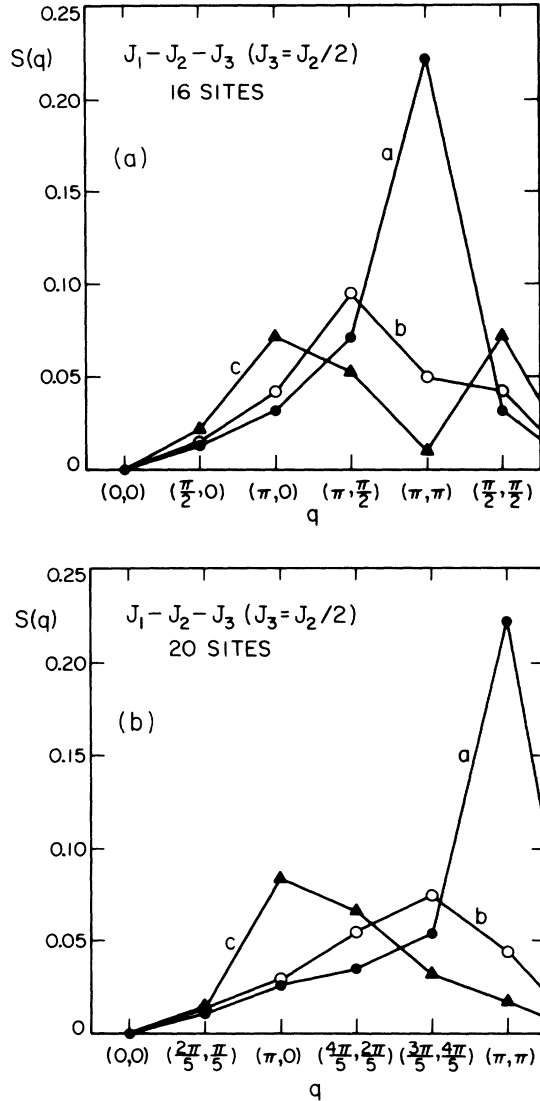 0.25
S(q)
J₁-J₂-J₃ (J₃=J₂/2)
16 SITES
0.20
(a)
a
0.15
0.10
b
c
0.05
0
(0,0) (π/2,0) (π,0) (π,π/2) (π,π) (π/2,π/2)
q
0.25
S(q)
J₁-J₂-J₃ (J₃=J₂/2)
20 SITES
0.20
(b)
a
0.15
0.10
b
c
0.05
0
(0,0) (2π/5,π/5) (π,0) (4π/5,2π/5) (3π/5,4π/5) (π,π)
q